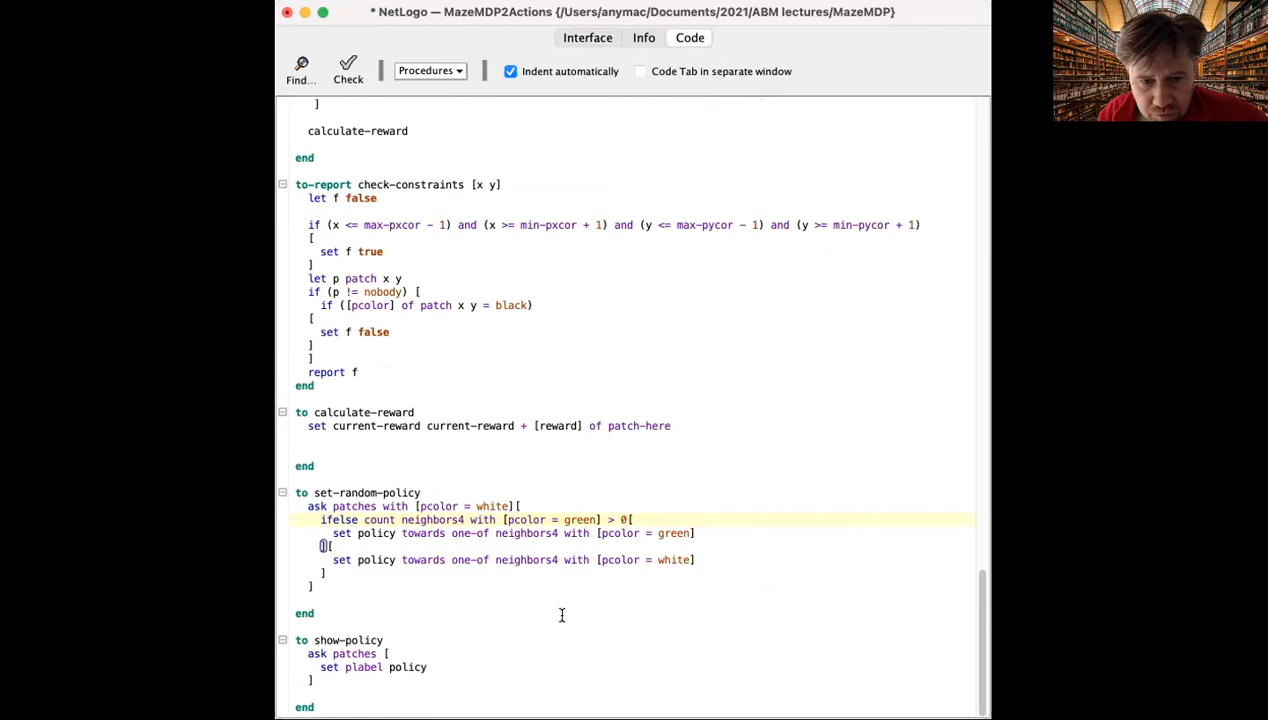 * NetLogo — MazeMDP2Actions {/Users/anymac/Documents/2021/ABM lectures/MazeMDP}
Interface Info Code
Find... Check Procedures Indent automatically Code Tab in separate window
]
calculate-reward
end
to-report check-constraints [x y]
let f false
if (x <= max-pxcor - 1) and (x >= min-pxcor + 1) and (y <= max-pycor - 1) and (y >= min-pycor + 1)
[
set f true
]
let p patch x y
if (p != nobody) [
if ([pcolor] of patch x y = black)
[
set f false
]
]
report f
end
to calculate-reward
set current-reward current-reward + [reward] of patch-here
end
to set-random-policy
ask patches with [pcolor = white][
ifelse count neighbors4 with [pcolor = green] > 0[
set policy towards one-of neighbors4 with [pcolor = green]
][
set policy towards one-of neighbors4 with [pcolor = white]
]
]
end
to show-policy
ask patches [
set plabel policy
]
end